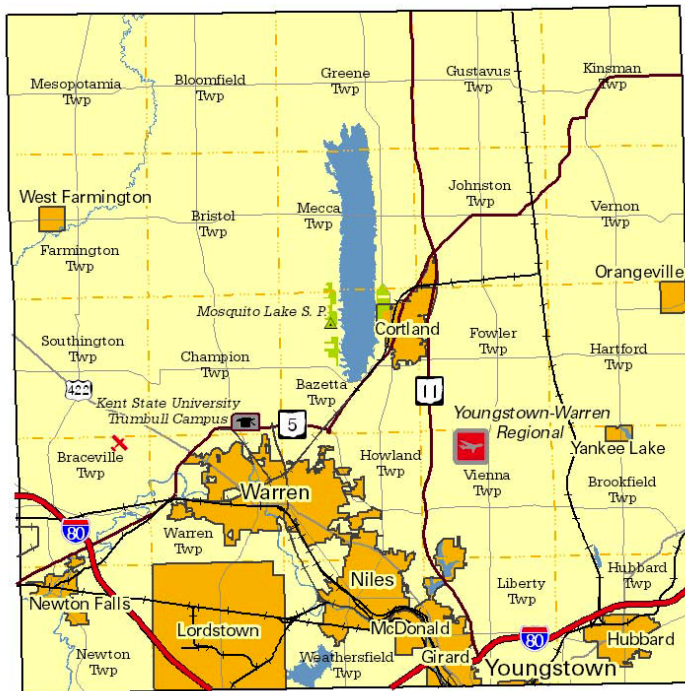 Mesopotamia
Twp
Bloomfield
Twp
Greene
Twp
Gustavus
Twp
Kinsman
Twp
West Farmington
Farmington
Twp
Bristol
Twp
Mecca
Twp
Johnston
Twp
Vernon
Twp
Orangeville
Mosquito Lake S. P.
Cortland
Southington
Twp
Champion
Twp
Bazetta
Twp
Fowler
Twp
Hartford
Twp
422
Kent State University
Trumbull Campus
5
11
Youngstown-Warren
Regional
Yankee Lake
Braceville
Twp
Howland
Twp
Vienna
Twp
Brookfield
Twp
Warren
80
Warren
Twp
Niles
Liberty
Twp
Hubbard
Twp
Newton Falls
Lordstown
McDonald
80
Hubbard
Newton
Twp
Weathersfield
Twp
Girard
Youngstown